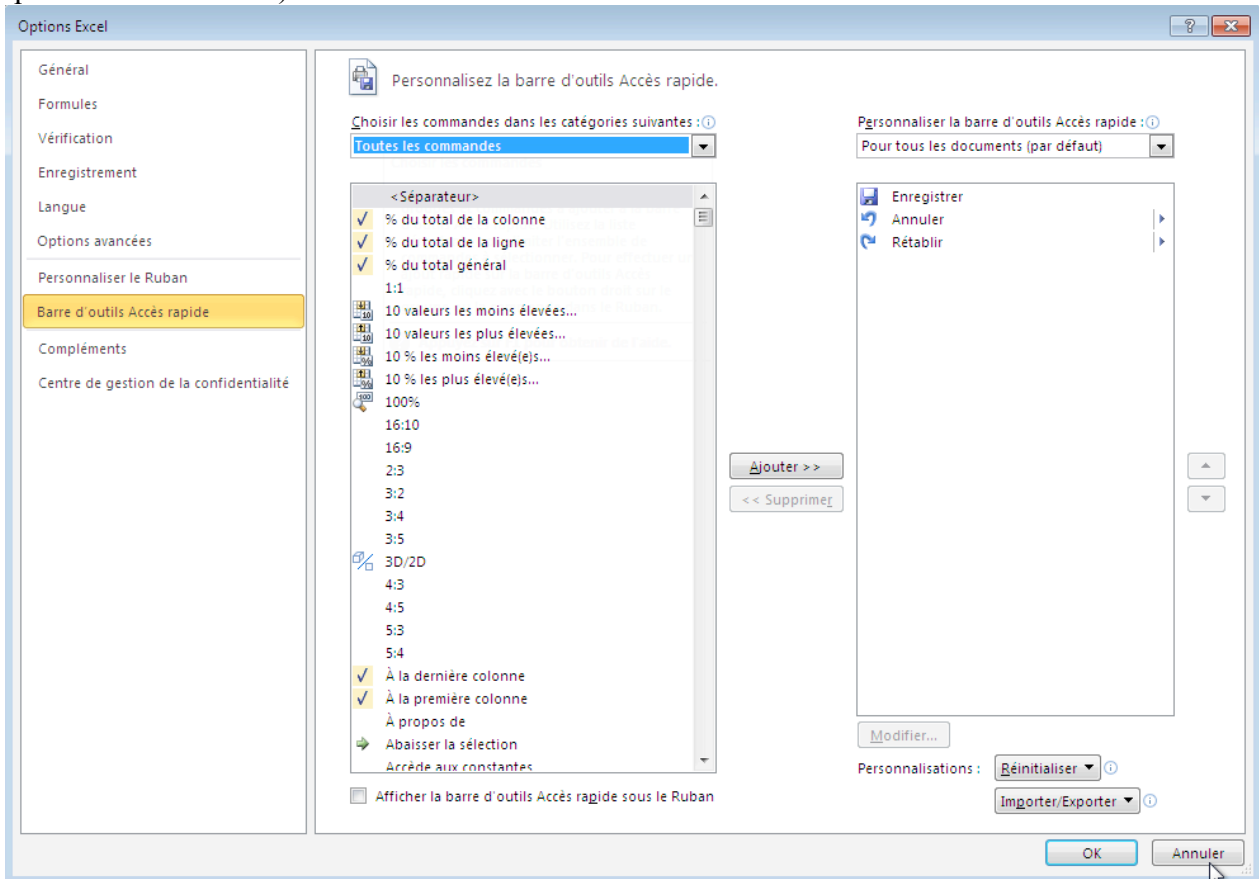 Options Excel
Général
Formules
Vérification
Enregistrement
Langue
Options avancées
Personnaliser le Ruban
Barre d'outils Accès rapide
Compléments
Centre de gestion de la confidentialité
Personnalisez la barre d'outils Accès rapide.
Choisir les commandes dans les catégories suivantes :
Toutes les commandes
<Séparateur>
% du total de la colonne
% du total de la ligne
% du total général
1:1
10 valeurs les moins élevées...
10 valeurs les plus élevées...
10 % les moins élevé(e)s...
10 % les plus élevé(e)s...
100%
16:10
16:9
2:3
3:2
3:4
3:5
3D/2D
4:3
4:5
5:3
5:4
À la dernière colonne
À la première colonne
À propos de
Abaisser la sélection
Accède aux constantes
Afficher la barre d'outils Accès rapide sous le Ruban
Ajouter >>
<< Supprimer
Personnaliser la barre d'outils Accès rapide :
Pour tous les documents (par défaut)
Enregistrer
Annuler
Rétablir
Modifier...
Personnalisations :
Réinitialiser
Importer/Exporter
OK
Annuler